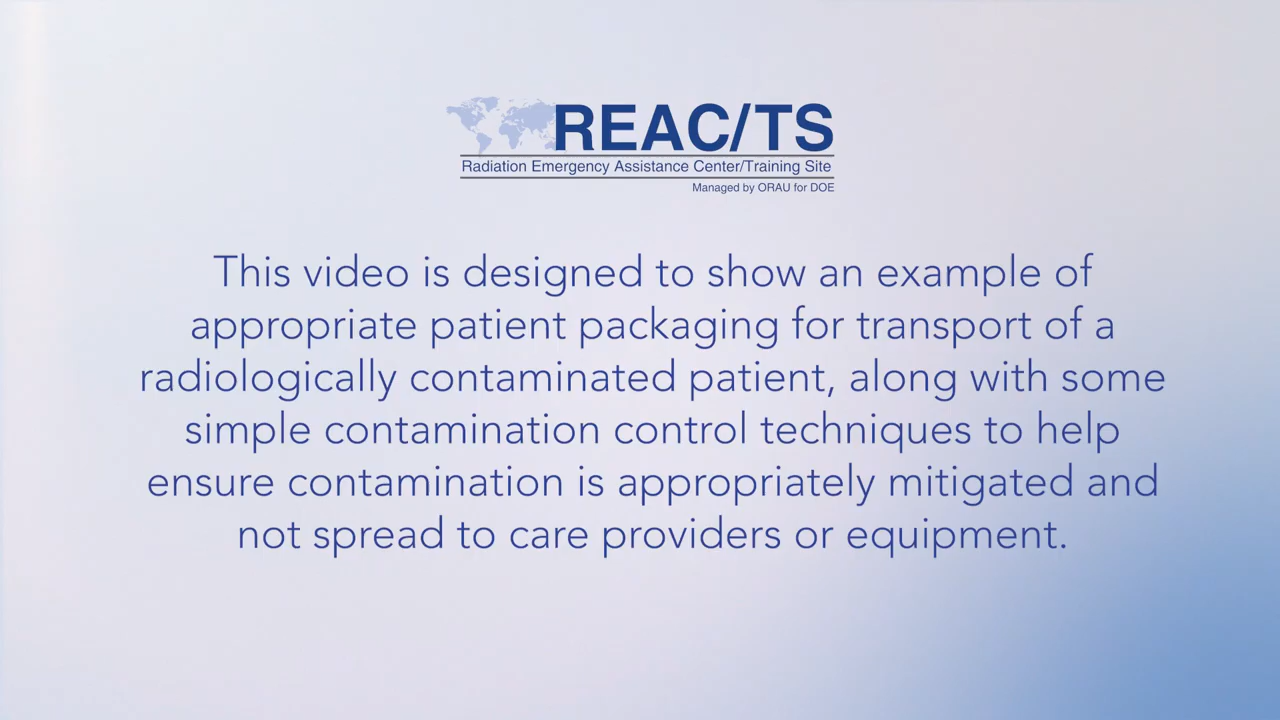 REAC/TS
Radiation Emergency Assistance Center/Training Site
Managed by ORAU for DOE
This video is designed to show an example of
appropriate patient packaging for transport of a
radiologically contaminated patient, along with some
simple contamination control techniques to help
ensure contamination is appropriately mitigated and
not spread to care providers or equipment.